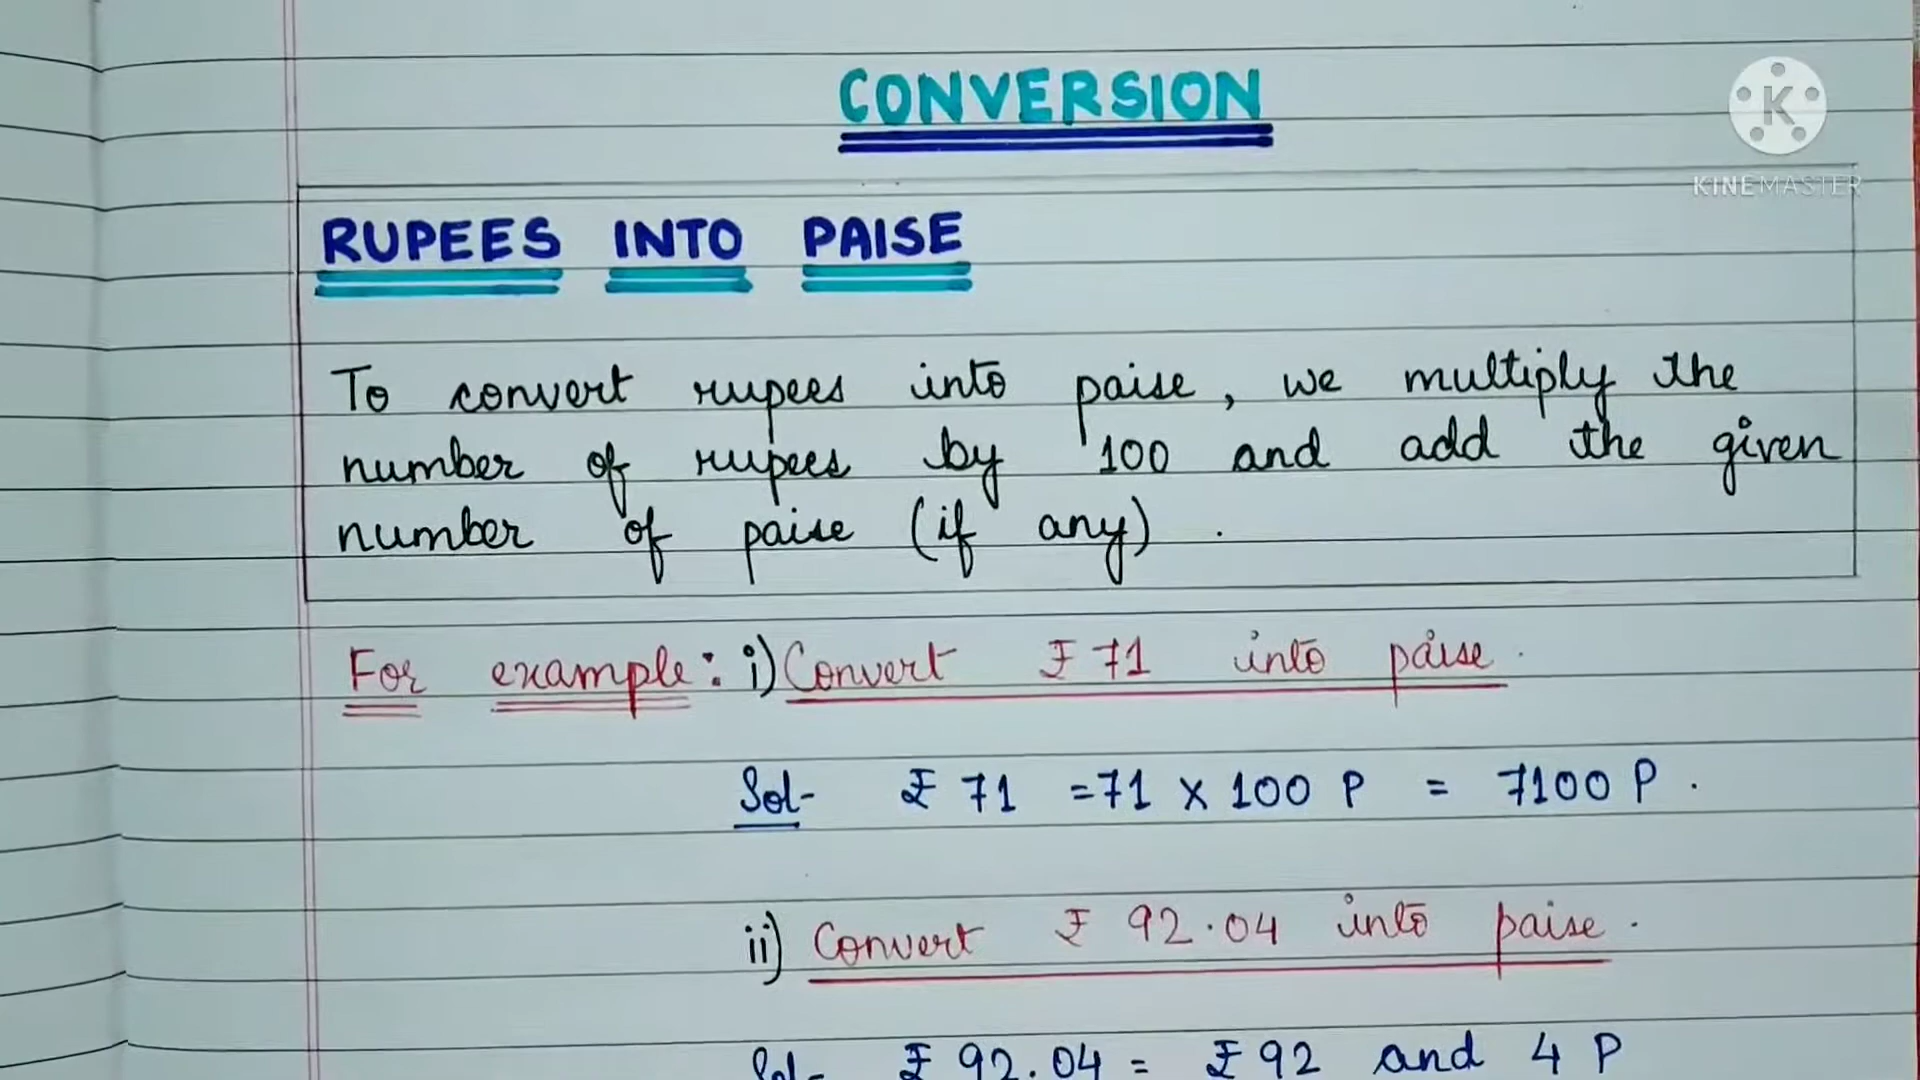 CONVERSION
KINEMASTER
RUPEES INTO PAISE
To convert rupees into paise, we multiply the
number of rupees by 100 and add the given
number of paise (if any) .
For example: i) Convert ₹ 71 into paise.
Sol- ₹ 71 = 71 x 100 P = 7100 P .
ii) Convert ₹ 92.04 into paise.
Sol- ₹ 92.04 = ₹ 92 and 4 P